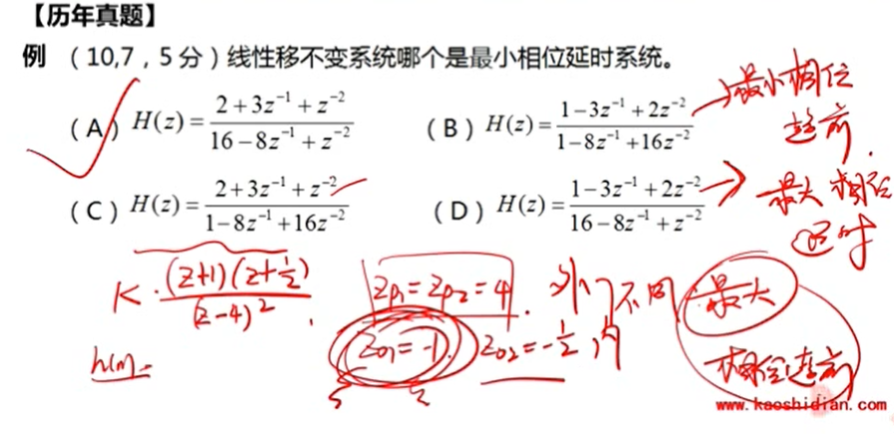 【历年真题】
例 （10,7，5分）线性移不变系统哪个是最小相位延时系统。
（A）H(z)=\frac{2+3z^{-1}+z^{-2}}{16-8z^{-1}+z^{-2}} （B）H(z)=\frac{1-3z^{-1}+2z^{-2}}{1-8z^{-1}+16z^{-2}} → 最小相位
超前.
（C）H(z)=\frac{2+3z^{-1}+z^{-2}}{1-8z^{-1}+16z^{-2}} （D）H(z)=\frac{1-3z^{-1}+2z^{-2}}{16-8z^{-1}+z^{-2}} → 最大相位
延时
K·\frac{(z+1)(z+\frac{1}{2})}{(z-4)^2}. z_{p1}=z_{p2}=4. 外 不同 最大
h(n). z_{01}=-1. z_{02}=-\frac{1}{2}, 内 相位超前
www.kaoshidian.com